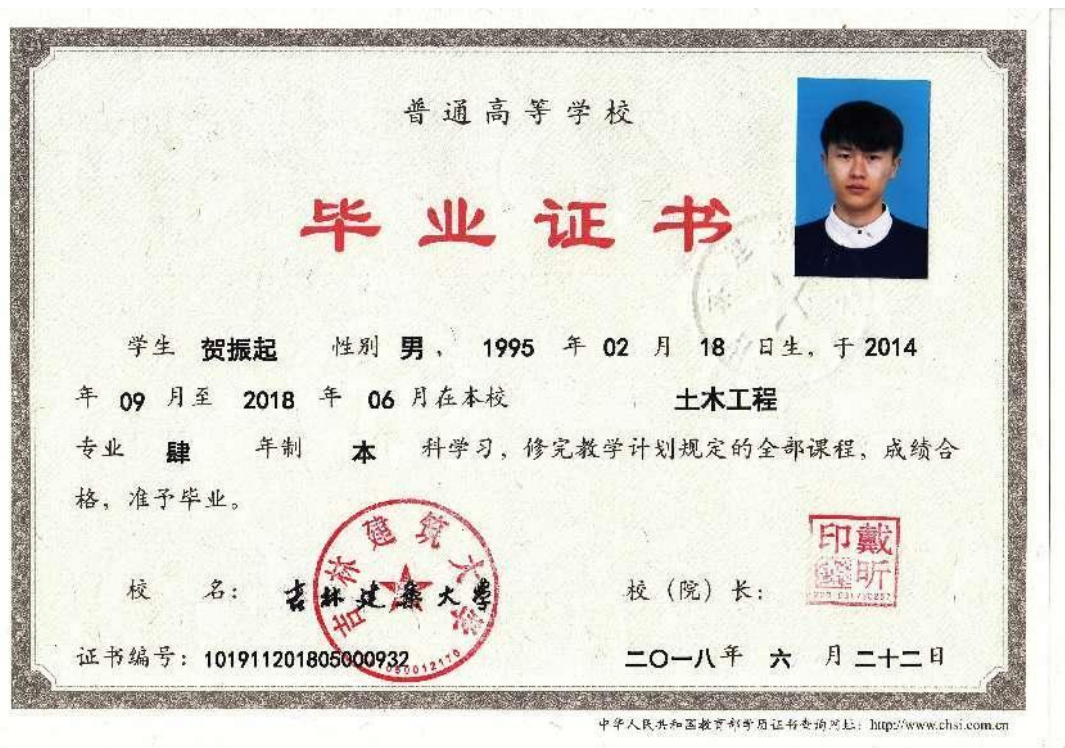 普通高等学校
毕业证书
学生 贺振起 性别 男， 1995 年 02 月 18 日生，于 2014
年 09 月至 2018 年 06 月在本校 土木工程
专业 肆 年制 本 科学习，修完教学计划规定的全部课程，成绩合
格，准予毕业。
吉林建筑大学
校 名： 吉林建筑大学
校（院）长：
戴昕印
证书编号：101911201805000932
二〇一八年 六 月二十二日
中华人民共和国教育部学历证书查询网址：http://www.chsi.com.cn